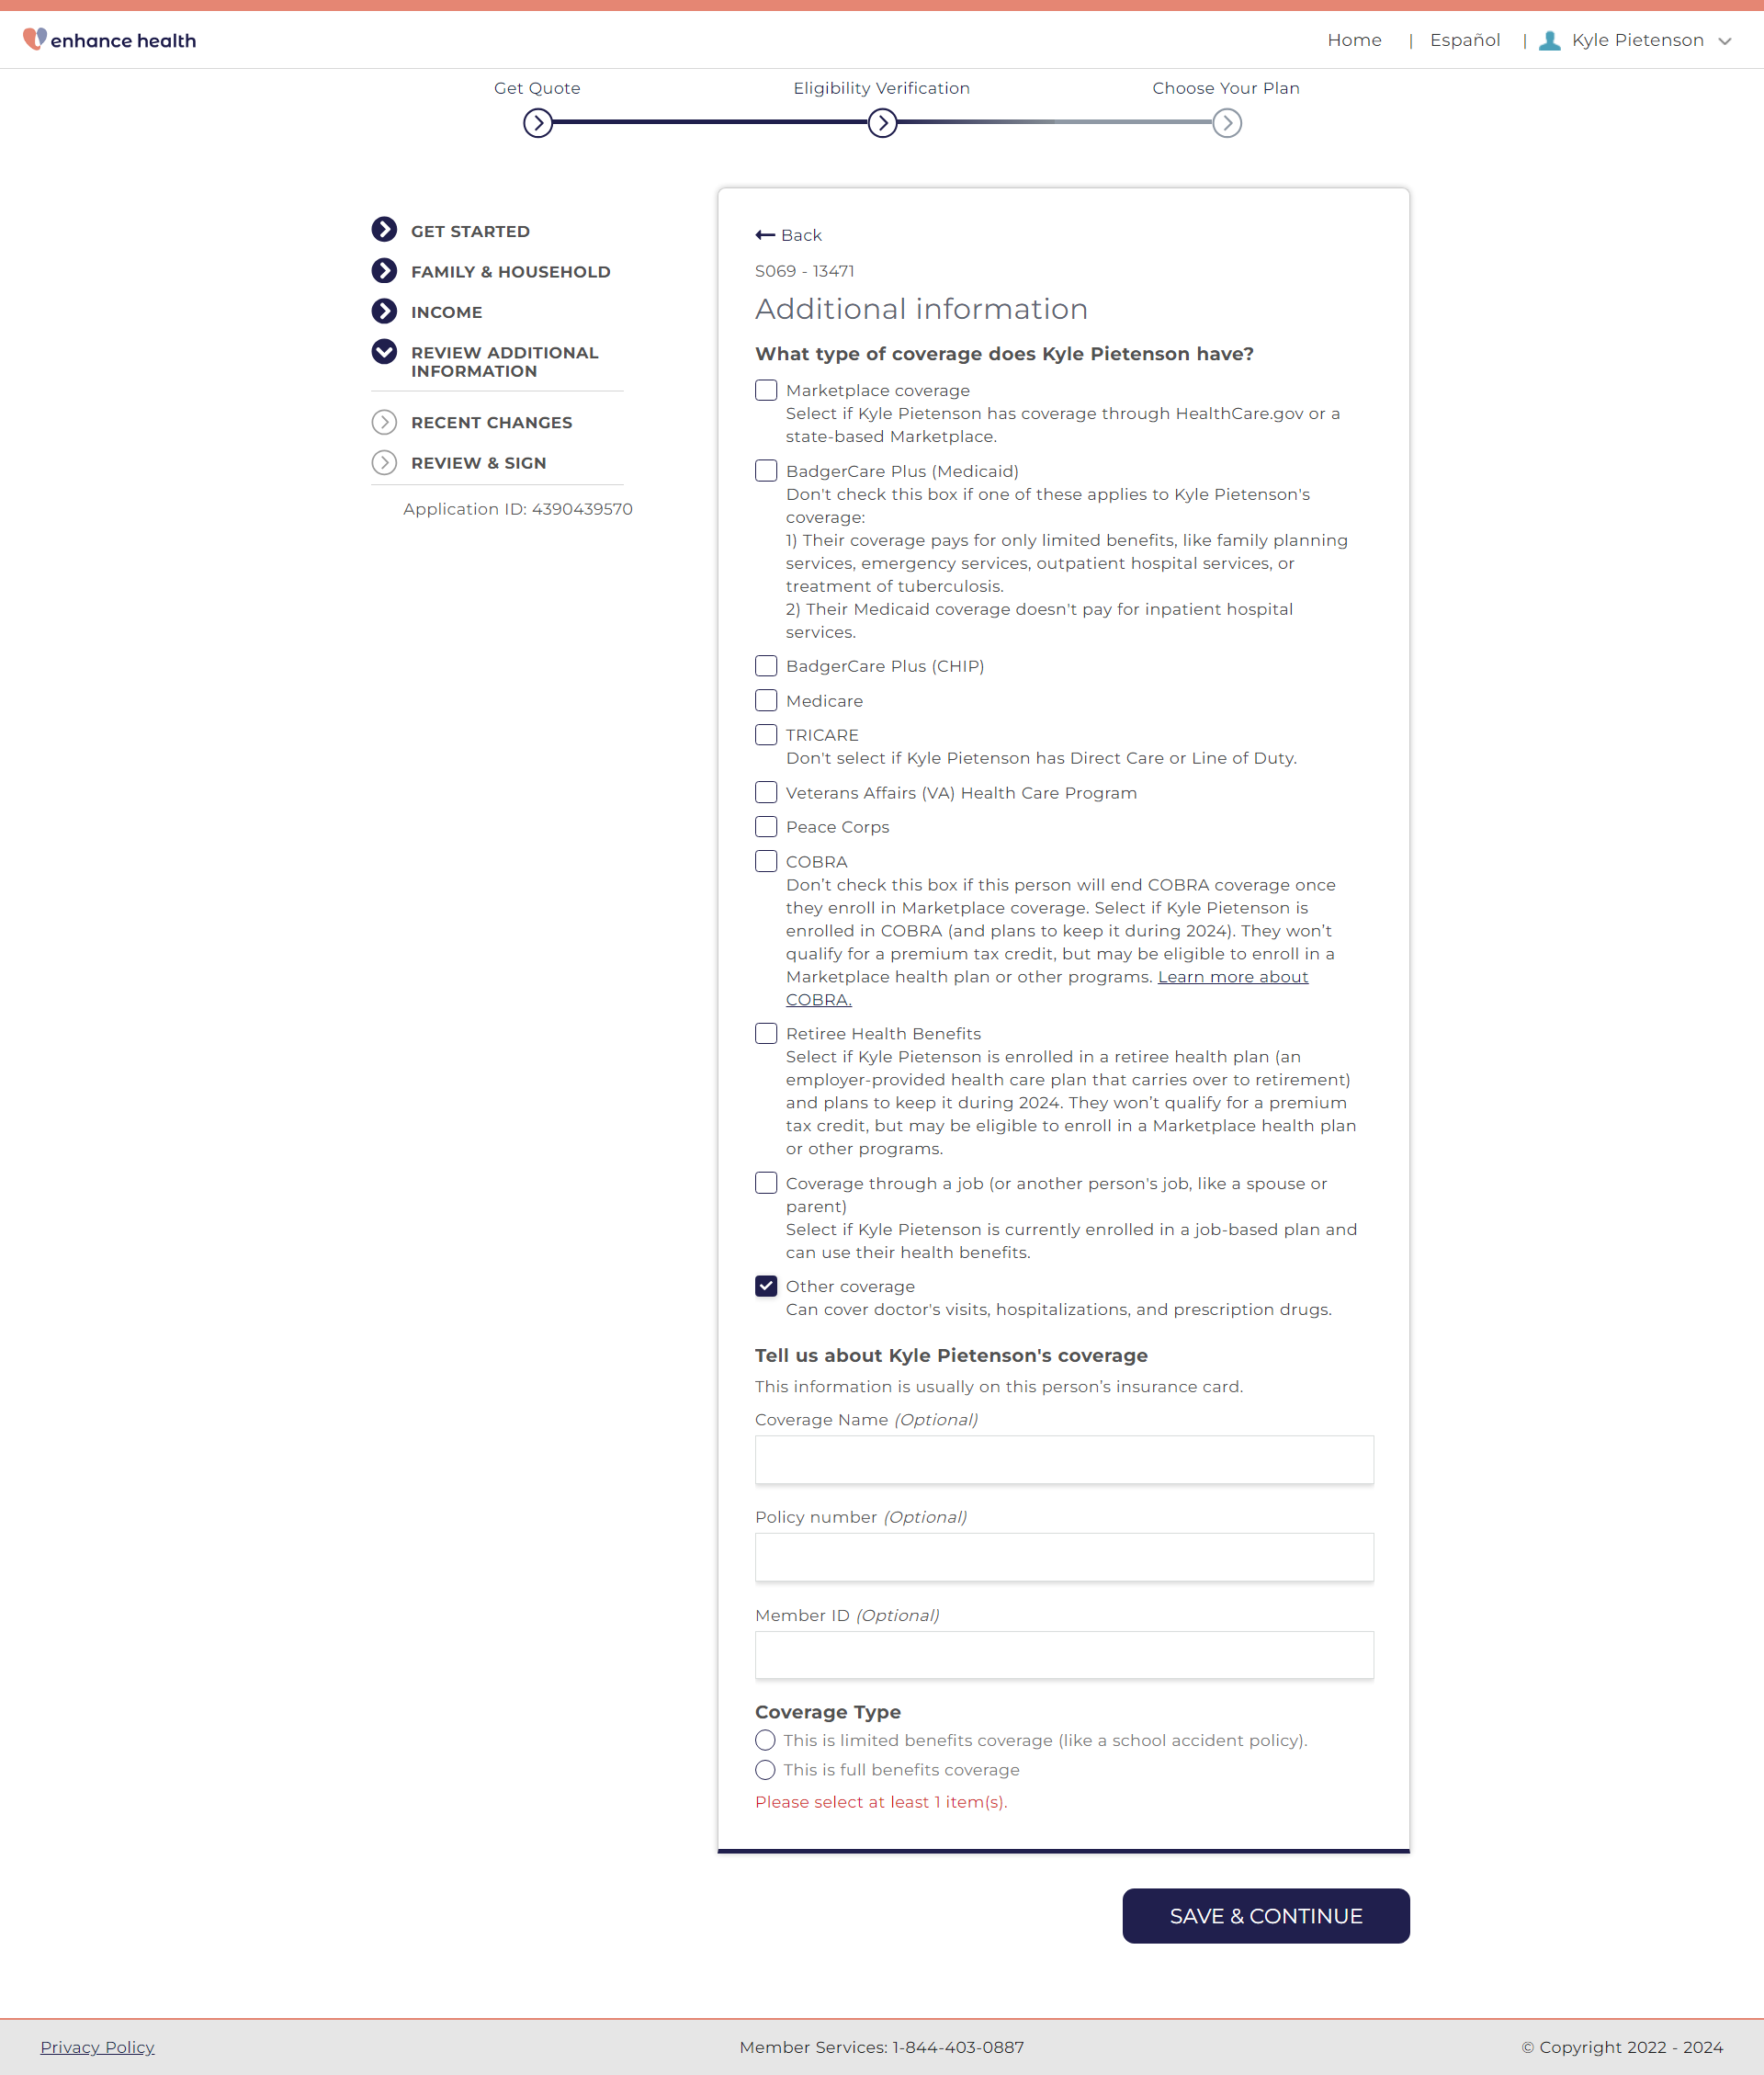 enhance health
Home | Español | Kyle Pietenson
Get Quote
Eligibility Verification
Choose Your Plan
GET STARTED
FAMILY & HOUSEHOLD
INCOME
REVIEW ADDITIONAL
INFORMATION
RECENT CHANGES
REVIEW & SIGN
Application ID: 4390439570
Back
S069 - 13471
Additional information
What type of coverage does Kyle Pietenson have?
Marketplace coverage
Select if Kyle Pietenson has coverage through HealthCare.gov or a
state-based Marketplace.
BadgerCare Plus (Medicaid)
Don't check this box if one of these applies to Kyle Pietenson's
coverage:
1) Their coverage pays for only limited benefits, like family planning
services, emergency services, outpatient hospital services, or
treatment of tuberculosis.
2) Their Medicaid coverage doesn't pay for inpatient hospital
services.
BadgerCare Plus (CHIP)
Medicare
TRICARE
Don't select if Kyle Pietenson has Direct Care or Line of Duty.
Veterans Affairs (VA) Health Care Program
Peace Corps
COBRA
Don’t check this box if this person will end COBRA coverage once
they enroll in Marketplace coverage. Select if Kyle Pietenson is
enrolled in COBRA (and plans to keep it during 2024). They won’t
qualify for a premium tax credit, but may be eligible to enroll in a
Marketplace health plan or other programs. Learn more about
COBRA.
Retiree Health Benefits
Select if Kyle Pietenson is enrolled in a retiree health plan (an
employer-provided health care plan that carries over to retirement)
and plans to keep it during 2024. They won’t qualify for a premium
tax credit, but may be eligible to enroll in a Marketplace health plan
or other programs.
Coverage through a job (or another person's job, like a spouse or
parent)
Select if Kyle Pietenson is currently enrolled in a job-based plan and
can use their health benefits.
Other coverage
Can cover doctor's visits, hospitalizations, and prescription drugs.
Tell us about Kyle Pietenson's coverage
This information is usually on this person’s insurance card.
Coverage Name (Optional)
Policy number (Optional)
Member ID (Optional)
Coverage Type
This is limited benefits coverage (like a school accident policy).
This is full benefits coverage
Please select at least 1 item(s).
SAVE & CONTINUE
Privacy Policy
Member Services: 1-844-403-0887
© Copyright 2022 - 2024